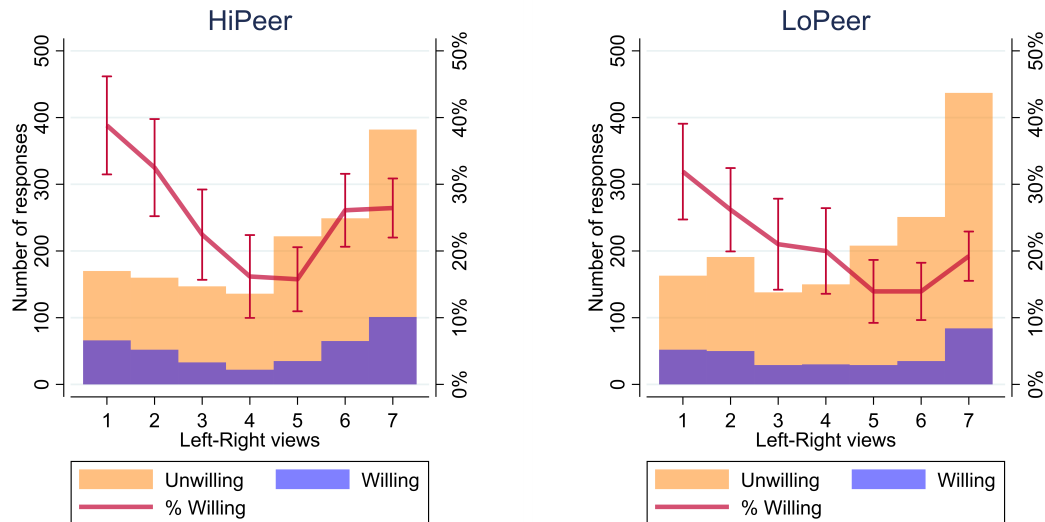 HiPeer
500
400
300
200
100
0
Number of responses
50%
40%
30%
20%
10%
0%
1 2 3 4 5 6 7
Left-Right views
Unwilling Willing
% Willing
LoPeer
500
400
300
200
100
0
Number of responses
50%
40%
30%
20%
10%
0%
1 2 3 4 5 6 7
Left-Right views
Unwilling Willing
% Willing